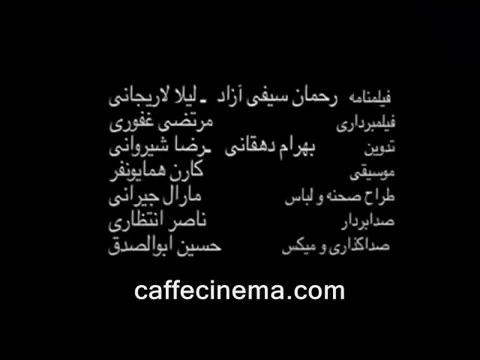 فیلمنامه رحمان سیفی آزاد ـ لیلا لاریجانی
فیلمبرداری مرتضی غفوری
تدوین بهرام دهقانی ـ رضا شیروانی
موسیقی کارن همایونفر
طراح صحنه و لباس مارال جیرانی
صدابردار ناصر انتظاری
صداگذاری و میکس حسین ابوالصدق
caffecinema.com